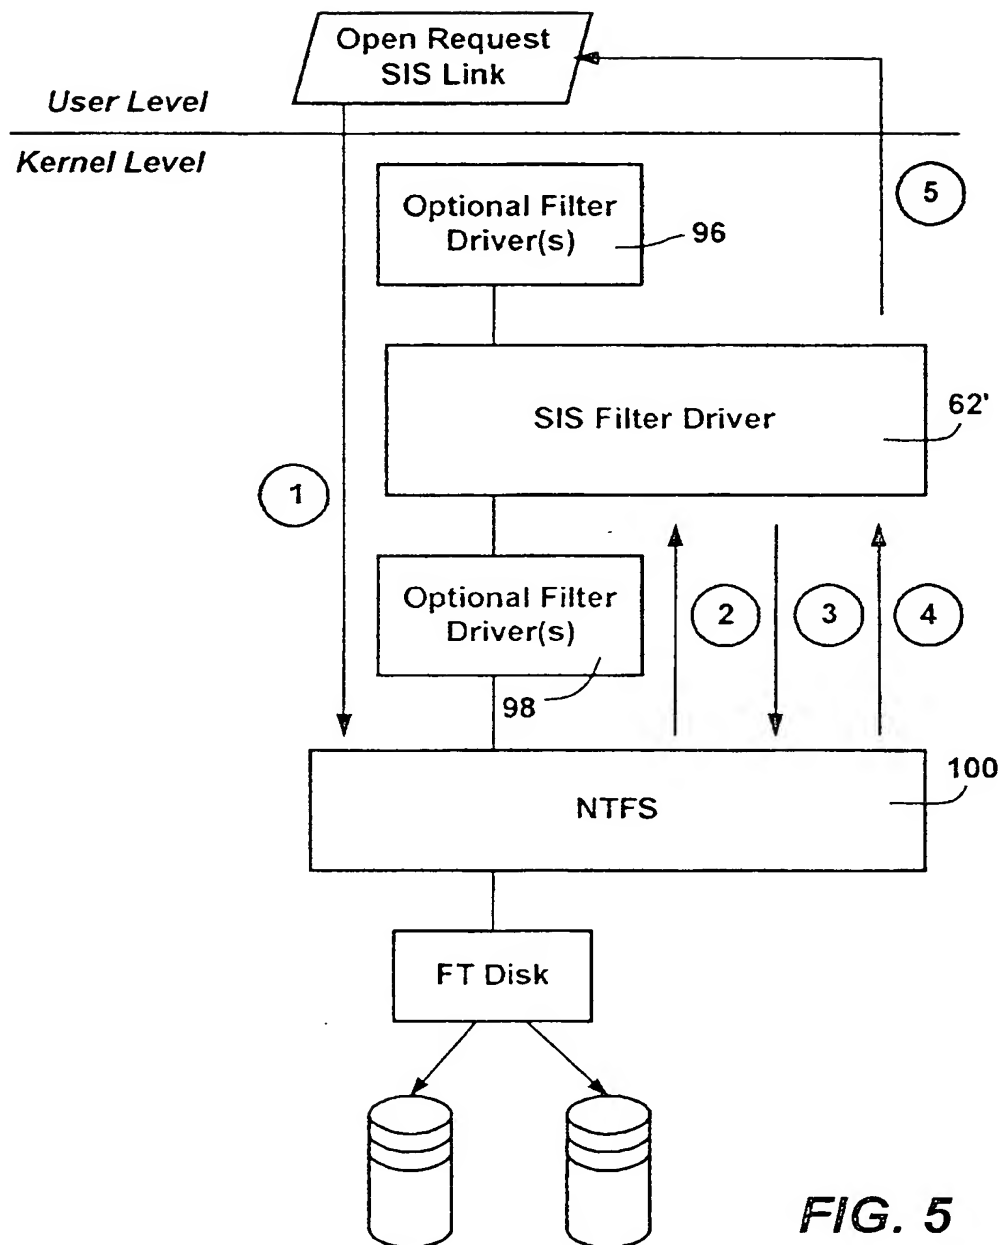 Open Request
SIS Link
User Level
Kernel Level
5
Optional Filter
Driver(s)
96
SIS Filter Driver
62'
1
Optional Filter
Driver(s)
2
3
4
98
100
NTFS
FT Disk
FIG. 5